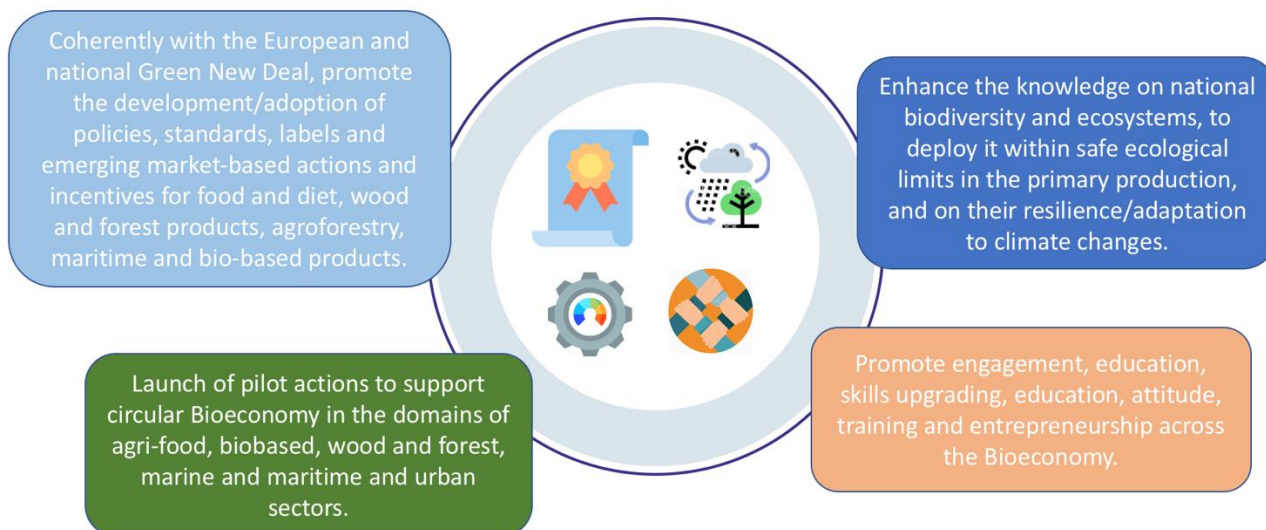 Coherently with the European and
national Green New Deal, promote
the development/adoption of
policies, standards, labels and
emerging market-based actions and
incentives for food and diet, wood
and forest products, agroforestry,
maritime and bio-based products.
Enhance the knowledge on national
biodiversity and ecosystems, to
deploy it within safe ecological
limits in the primary production,
and on their resilience/adaptation
to climate changes.
Launch of pilot actions to support
circular Bioeconomy in the domains of
agri-food, biobased, wood and forest,
marine and maritime and urban
sectors.
Promote engagement, education,
skills upgrading, education, attitude,
training and entrepreneurship across
the Bioeconomy.